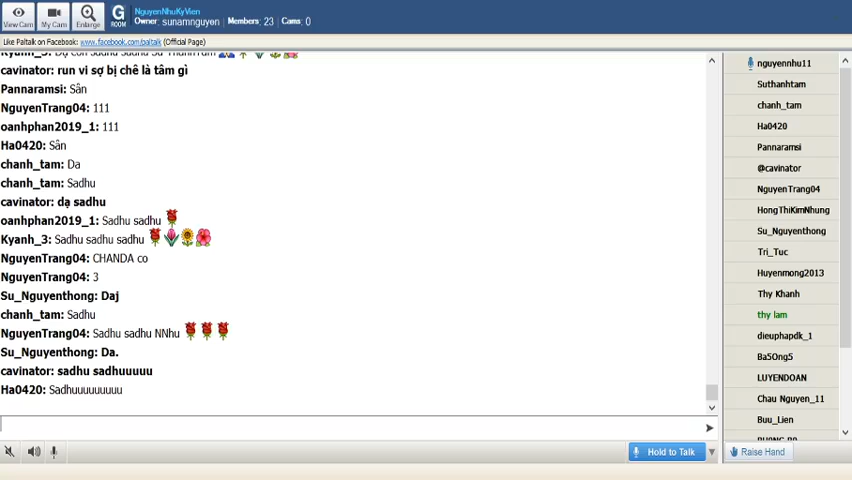 View Cam
My Cam
Enlarge
G
ROOM
NguyenNhuKyVien
Owner: sunamnguyen Members: 23 Cams: 0
Like Paltalk on Facebook: www.facebook.com/paltalk (Official Page)
cavinator: run vi sợ bị chê là tâm gì
Pannaramsi: Sân
NguyenTrang04: 111
oanhphan2019_1: 111
Ha0420: Sân
chanh_tam: Da
chanh_tam: Sadhu
cavinator: dạ sadhu
oanhphan2019_1: Sadhu sadhu
Kyanh_3: Sadhu sadhu sadhu
NguyenTrang04: CHANDA co
NguyenTrang04: 3
Su_Nguyenthong: Daj
chanh_tam: Sadhu
NguyenTrang04: Sadhu sadhu NNhu
Su_Nguyenthong: Da.
cavinator: sadhu sadhuuuuu
Ha0420: Sadhuuuuuuuuu
Hold to Talk
nguyennhu11
Suthanhtam
chanh_tam
Ha0420
Pannaramsi
@cavinator
NguyenTrang04
HongThiKimNhung
Su_Nguyenthong
Tri_Tuc
Huyenmong2013
Thy Khanh
thy lam
dieuphapdk_1
Ba5Ong5
LUYENDOAN
Chau Nguyen_11
Buu_Lien
Raise Hand